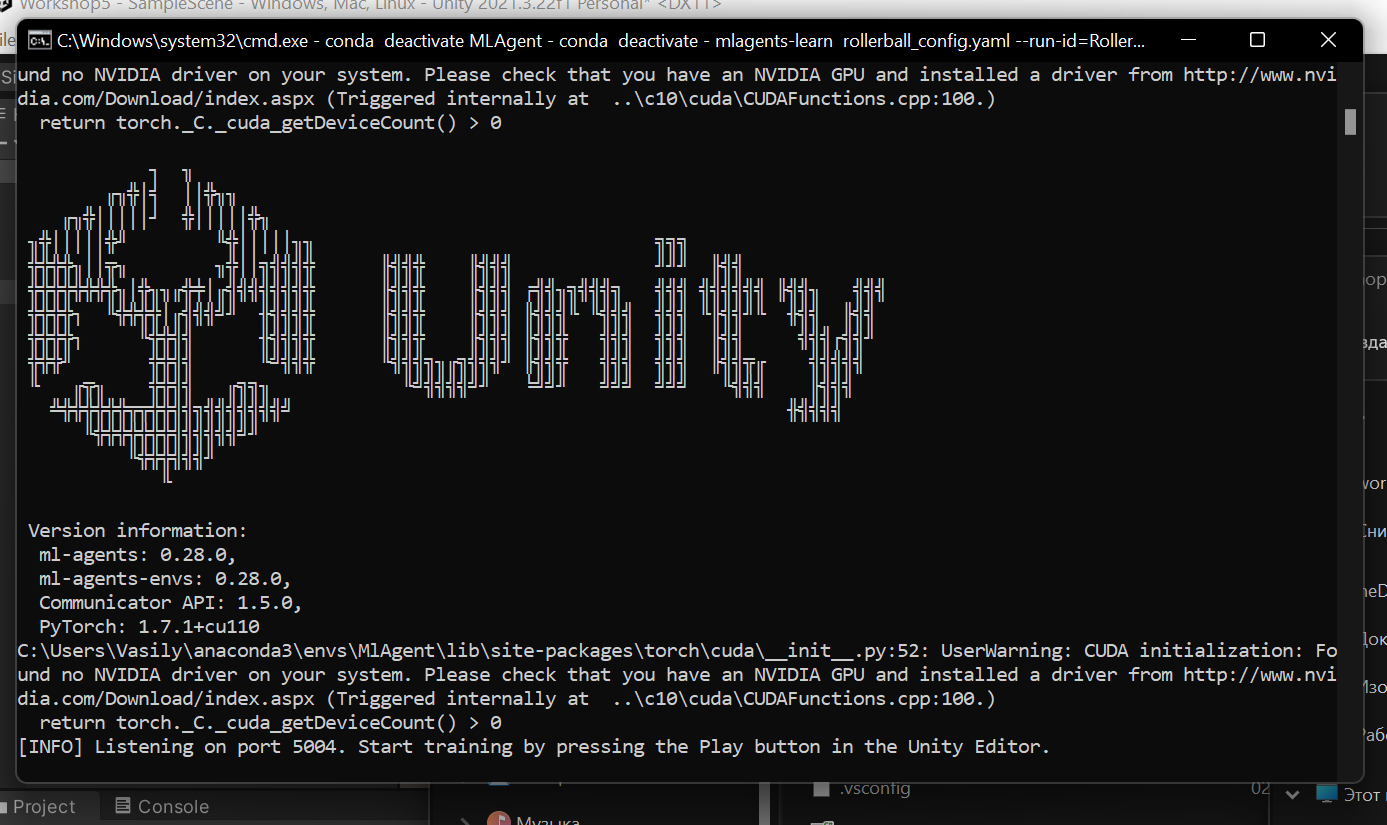 Workshop5 - SampleScene - Windows, Mac, Linux - Unity 2021.3.22f1 Personal* <DX11>
C:\Windows\system32\cmd.exe - conda  deactivate MLAgent - conda  deactivate - mlagents-learn  rollerball_config.yaml --run-id=Roller...
und no NVIDIA driver on your system. Please check that you have an NVIDIA GPU and installed a driver from http://www.nvi
dia.com/Download/index.aspx (Triggered internally at  ..\c10\cuda\CUDAFunctions.cpp:100.)
  return torch._C._cuda_getDeviceCount() > 0
Unity
Version information:
  ml-agents: 0.28.0,
  ml-agents-envs: 0.28.0,
  Communicator API: 1.5.0,
  PyTorch: 1.7.1+cu110
C:\Users\Vasily\anaconda3\envs\MlAgent\lib\site-packages\torch\cuda\__init__.py:52: UserWarning: CUDA initialization: Fo
und no NVIDIA driver on your system. Please check that you have an NVIDIA GPU and installed a driver from http://www.nvi
dia.com/Download/index.aspx (Triggered internally at  ..\c10\cuda\CUDAFunctions.cpp:100.)
  return torch._C._cuda_getDeviceCount() > 0
[INFO] Listening on port 5004. Start training by pressing the Play button in the Unity Editor.
.vsconfig
02
Этот
Project
Console
Музыка